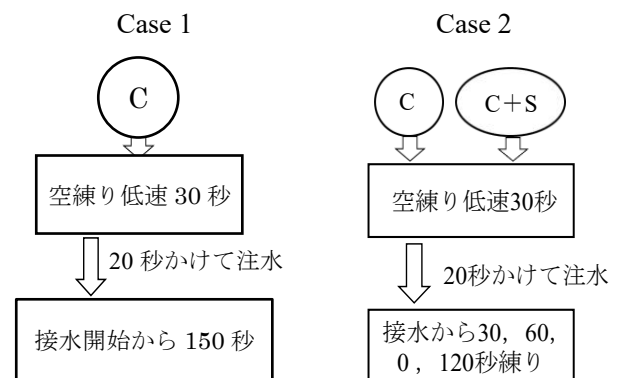 Case 1
C
空練り低速 30 秒
20 秒かけて注水
接水開始から 150 秒
Case 2
C
C＋S
空練り低速30秒
20秒かけて注水
接水から30，60，
0，120秒練り